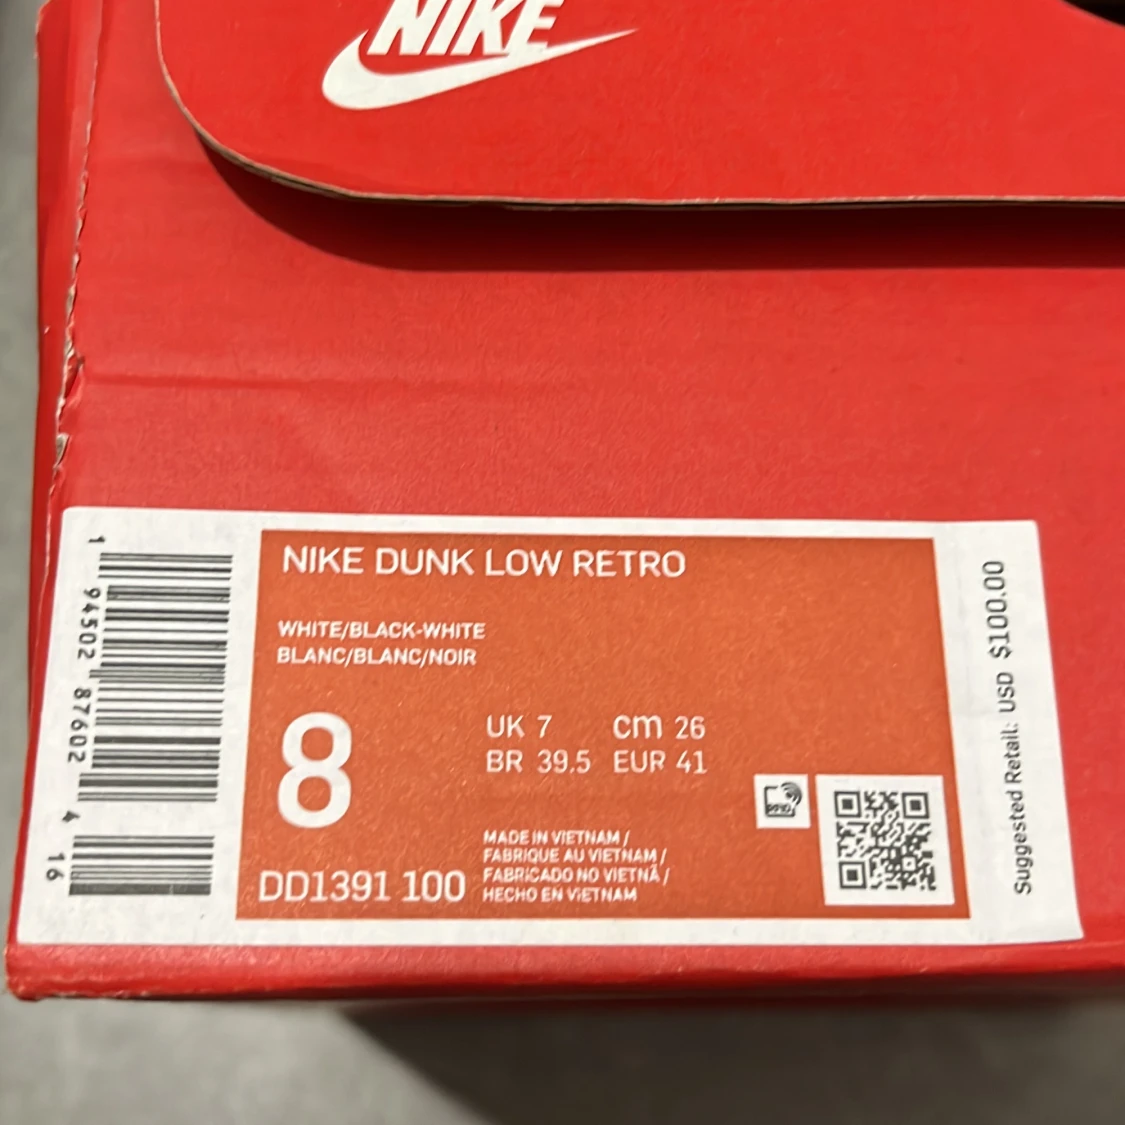 NIKE
NIKE DUNK LOW RETRO
WHITE/BLACK-WHITE
BLANC/BLANC/NOIR
8
UK 7 cm 26
BR 39.5 EUR 41
MADE IN VIETNAM /
FABRIQUE AU VIETNAM /
FABRICADO NO VIETNÃ /
HECHO EN VIETNAM
DD1391 100
RFID
1 94502 87602 4
16
Suggested Retail: USD $100.00